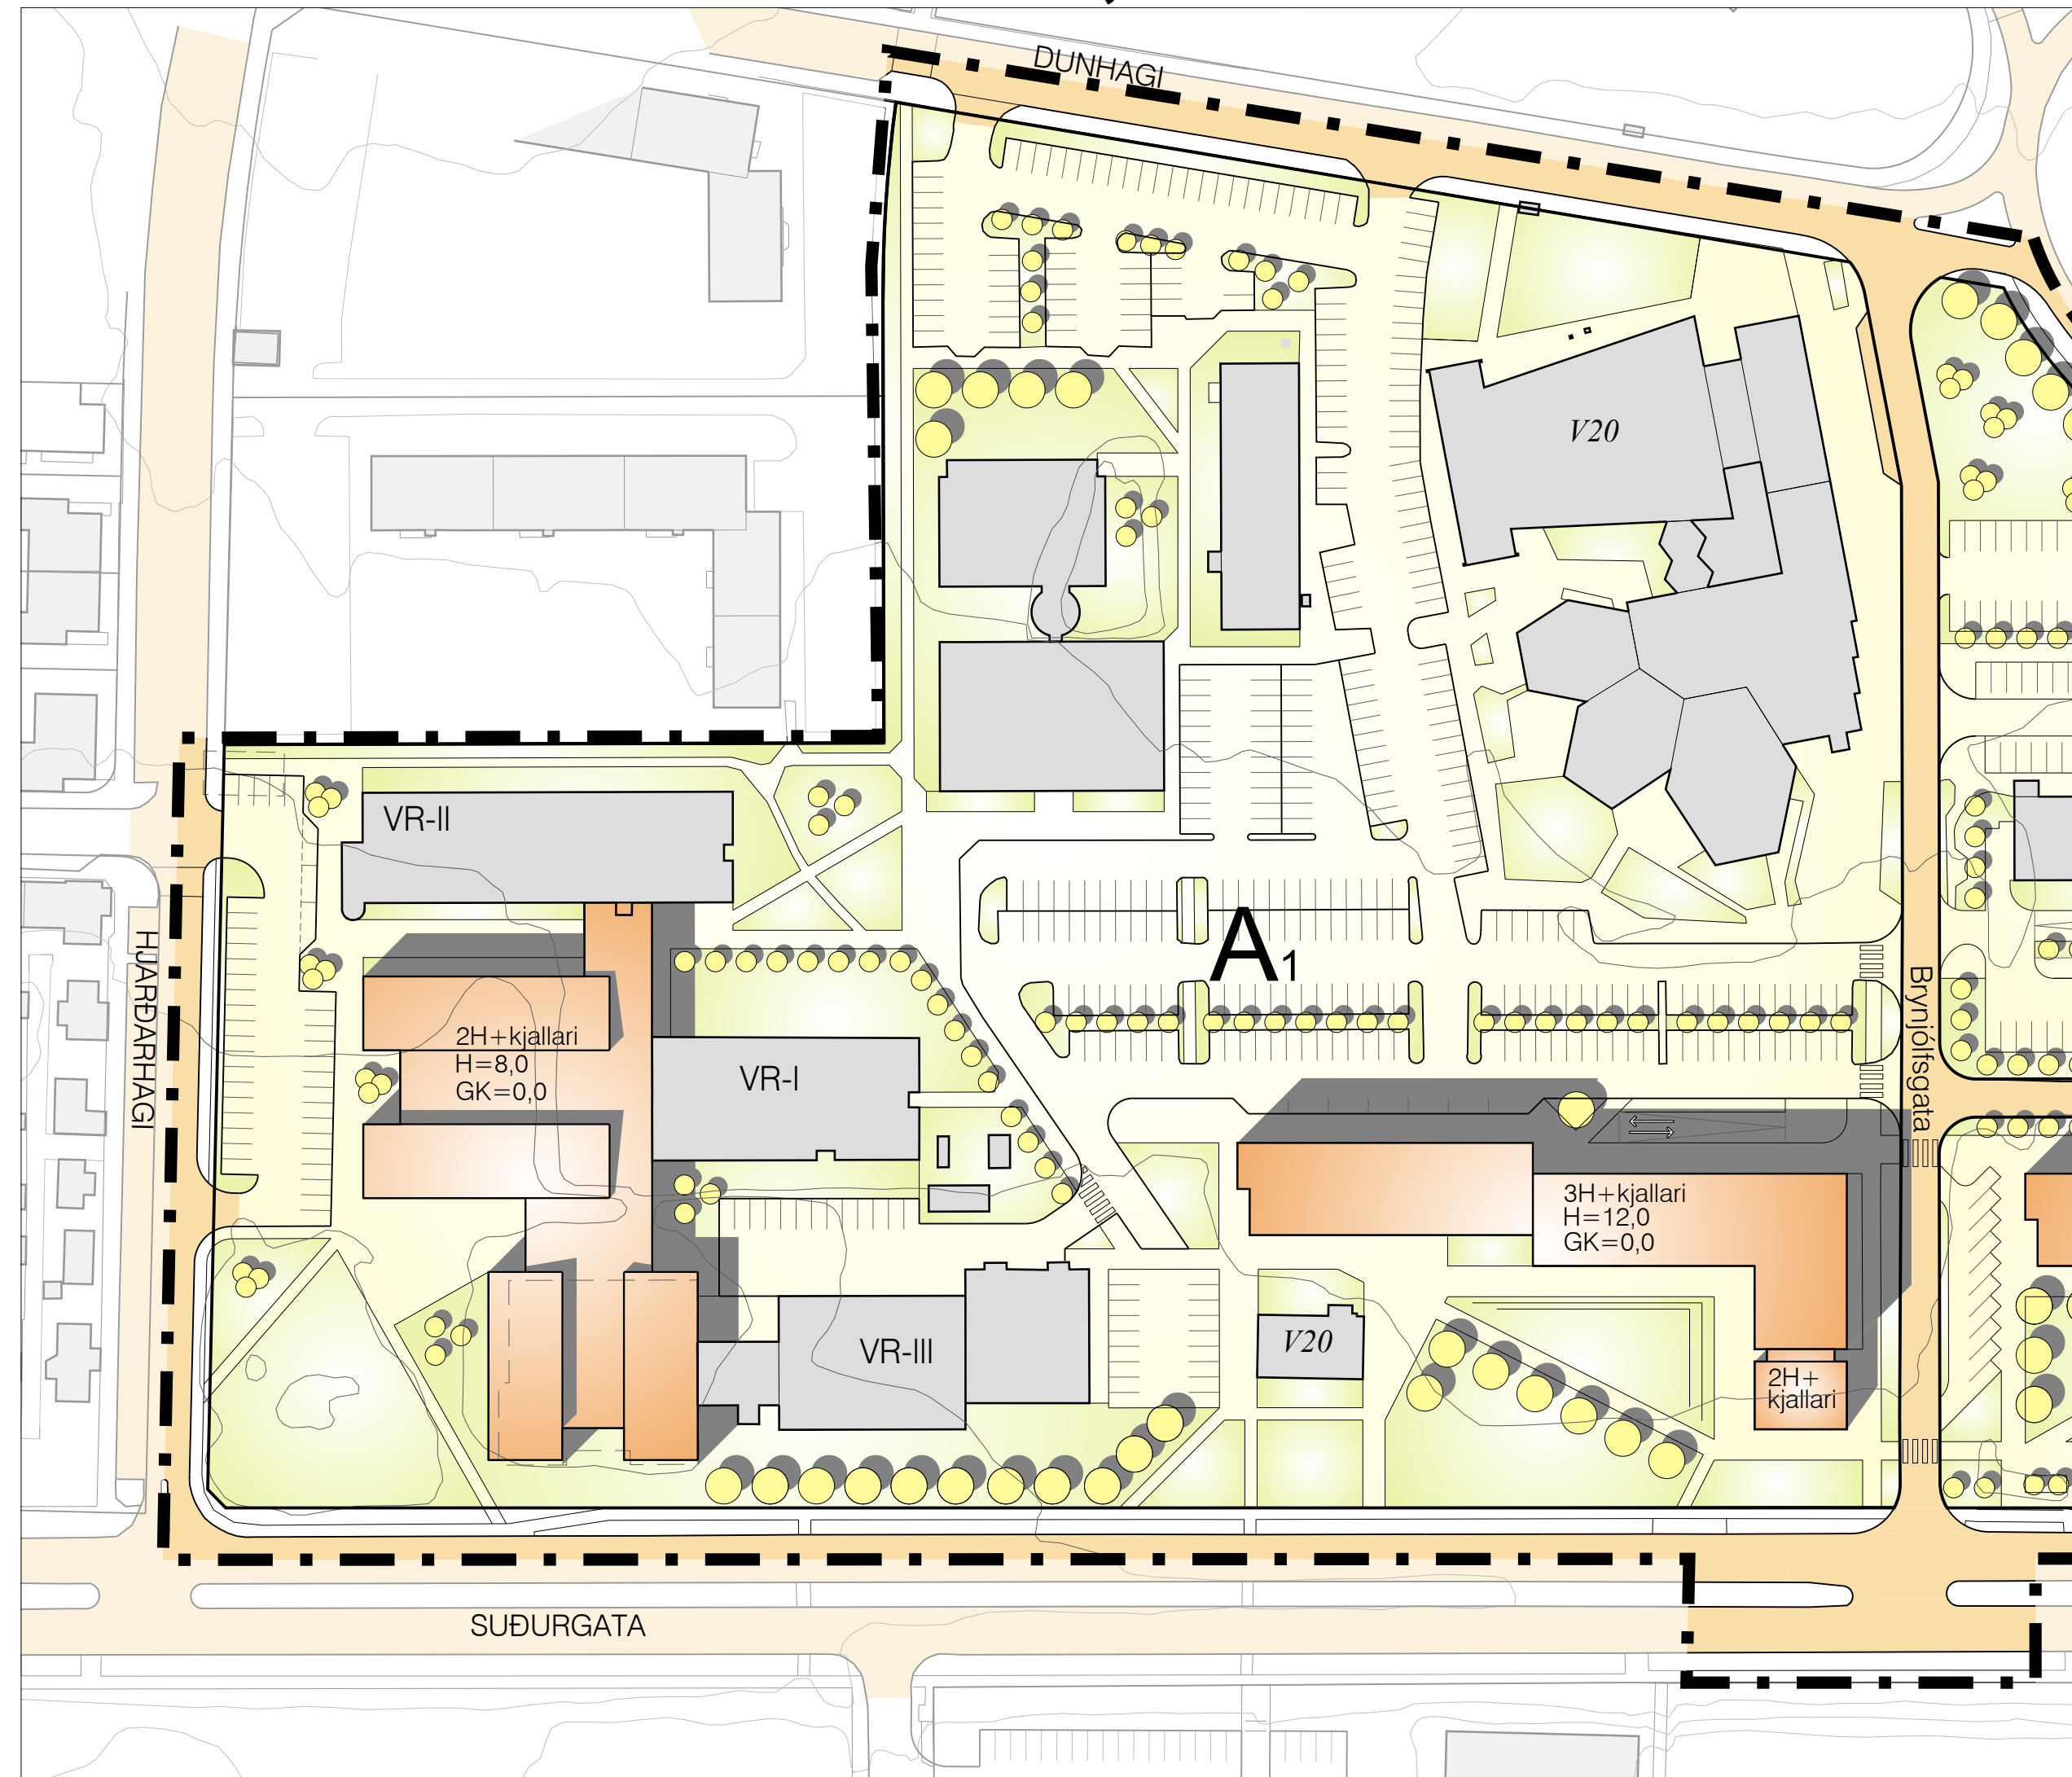 DUNHAGI
V20
VR-II
HJARÐARHAGI
A1
Brynjólfsgata
2H+kjallari
H=8,0
GK=0,0
VR-I
3H+kjallari
H=12,0
GK=0,0
VR-III
V20
2H+
kjallari
SUÐURGATA